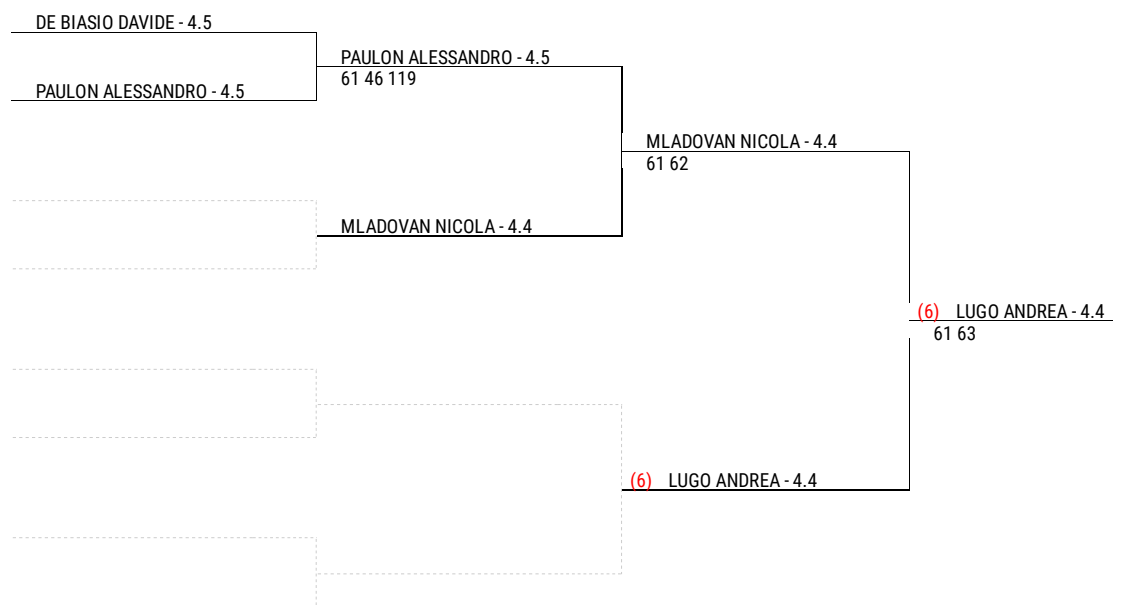 DE BIASIO DAVIDE - 4.5
PAULON ALESSANDRO - 4.5
PAULON ALESSANDRO - 4.5
61 46 119
MLADOVAN NICOLA - 4.4
MLADOVAN NICOLA - 4.4
61 62
(6) LUGO ANDREA - 4.4
(6) LUGO ANDREA - 4.4
61 63